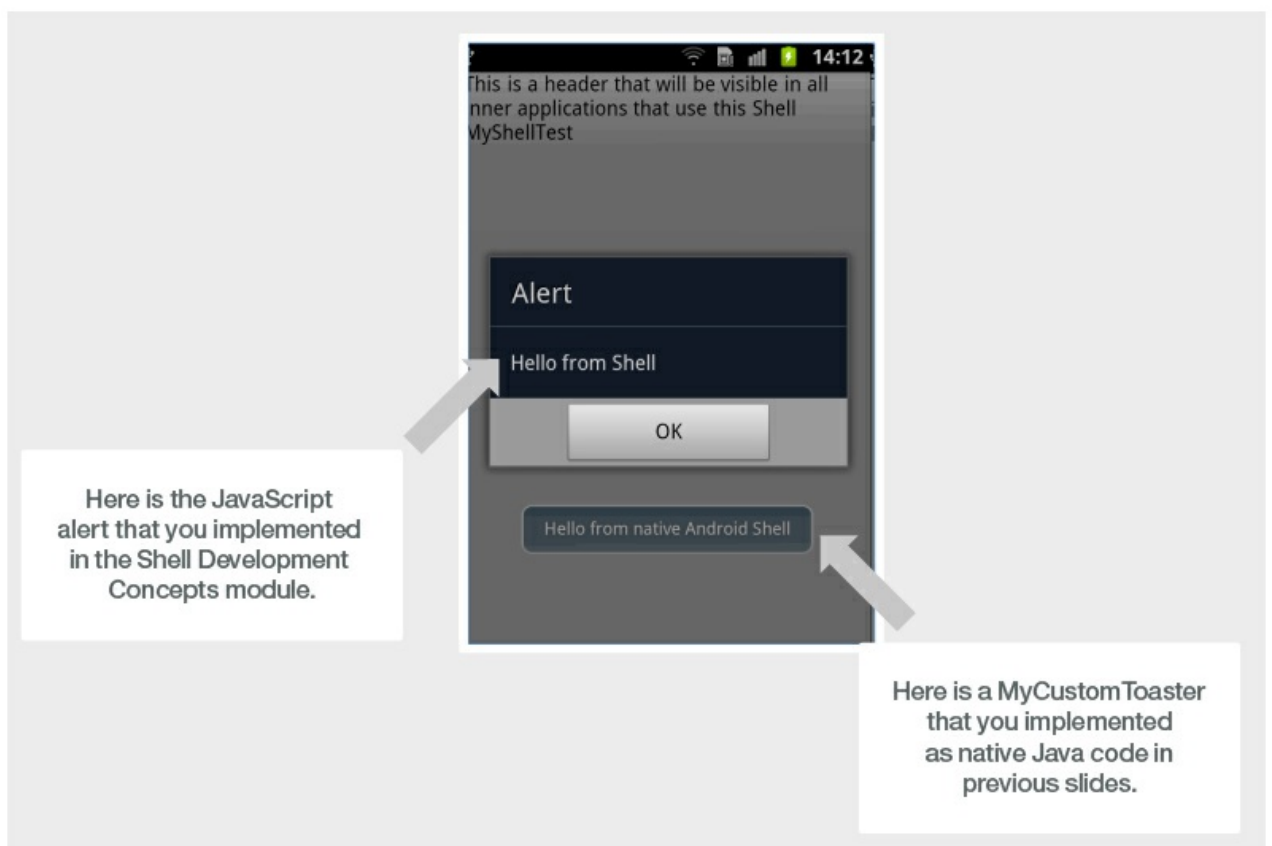 14:12
This is a header that will be visible in all
nner applications that use this Shell
MyShellTest
Alert
Hello from Shell
OK
Hello from native Android Shell
Here is the JavaScript
alert that you implemented
in the Shell Development
Concepts module.
Here is a MyCustomToaster
that you implemented
as native Java code in
previous slides.